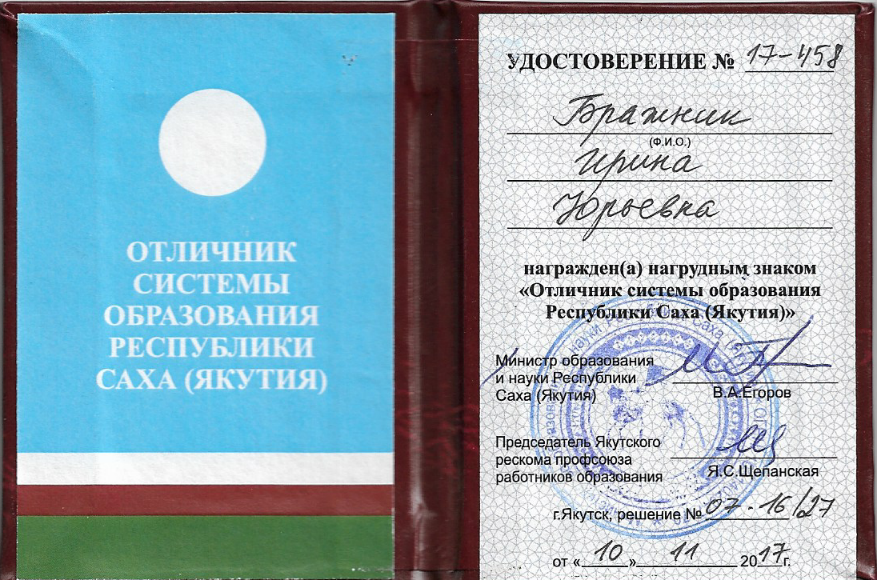 ОТЛИЧНИК
СИСТЕМЫ
ОБРАЗОВАНИЯ
РЕСПУБЛИКИ
САХА (ЯКУТИЯ)
УДОСТОВЕРЕНИЕ № 17-458
Бражник
(Ф.И.О.)
Ирина
Юрьевна
награжден(а) нагрудным знаком
«Отличник системы образования
Республики Саха (Якутия)»
Министр образования
и науки Республики
Саха (Якутия)
В.А.Егоров
Председатель Якутского
рескома профсоюза
работников образования
Я.С.Щепанская
г.Якутск, решение № 07-16/27
от « 10 » 11 2017г.